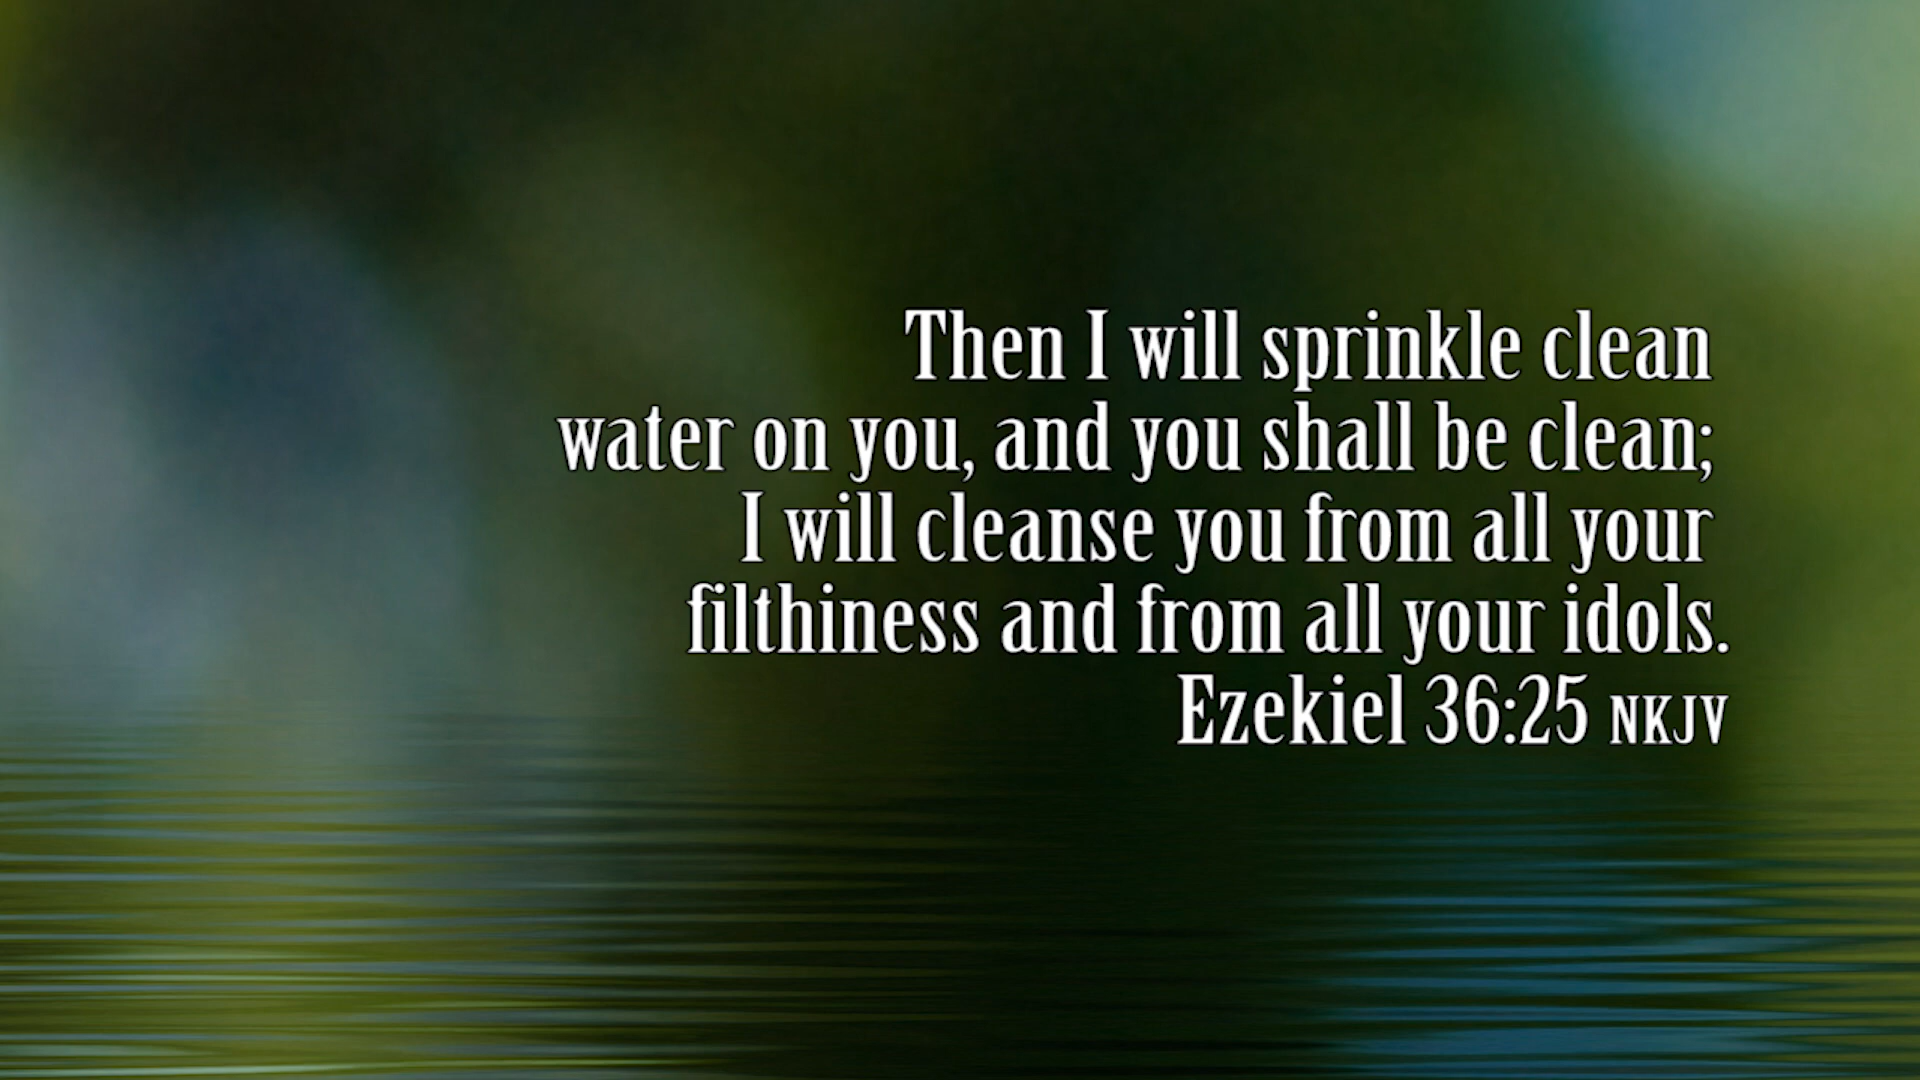 Then I will sprinkle clean
water on you, and you shall be clean;
I will cleanse you from all your
filthiness and from all your idols.
Ezekiel 36:25 NKJV